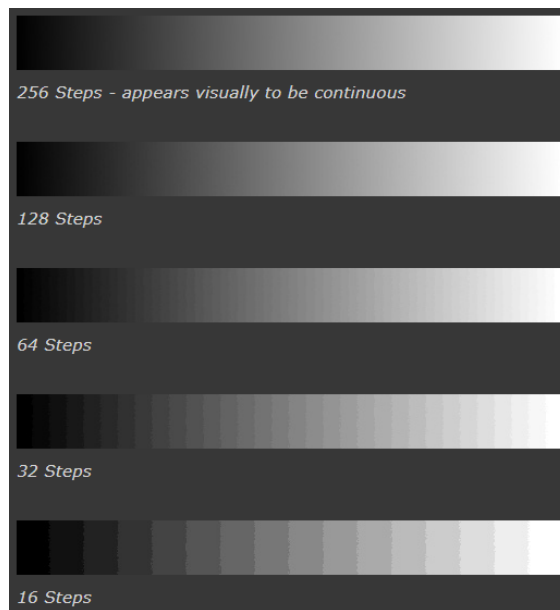 256 Steps - appears visually to be continuous
128 Steps
64 Steps
32 Steps
16 Steps